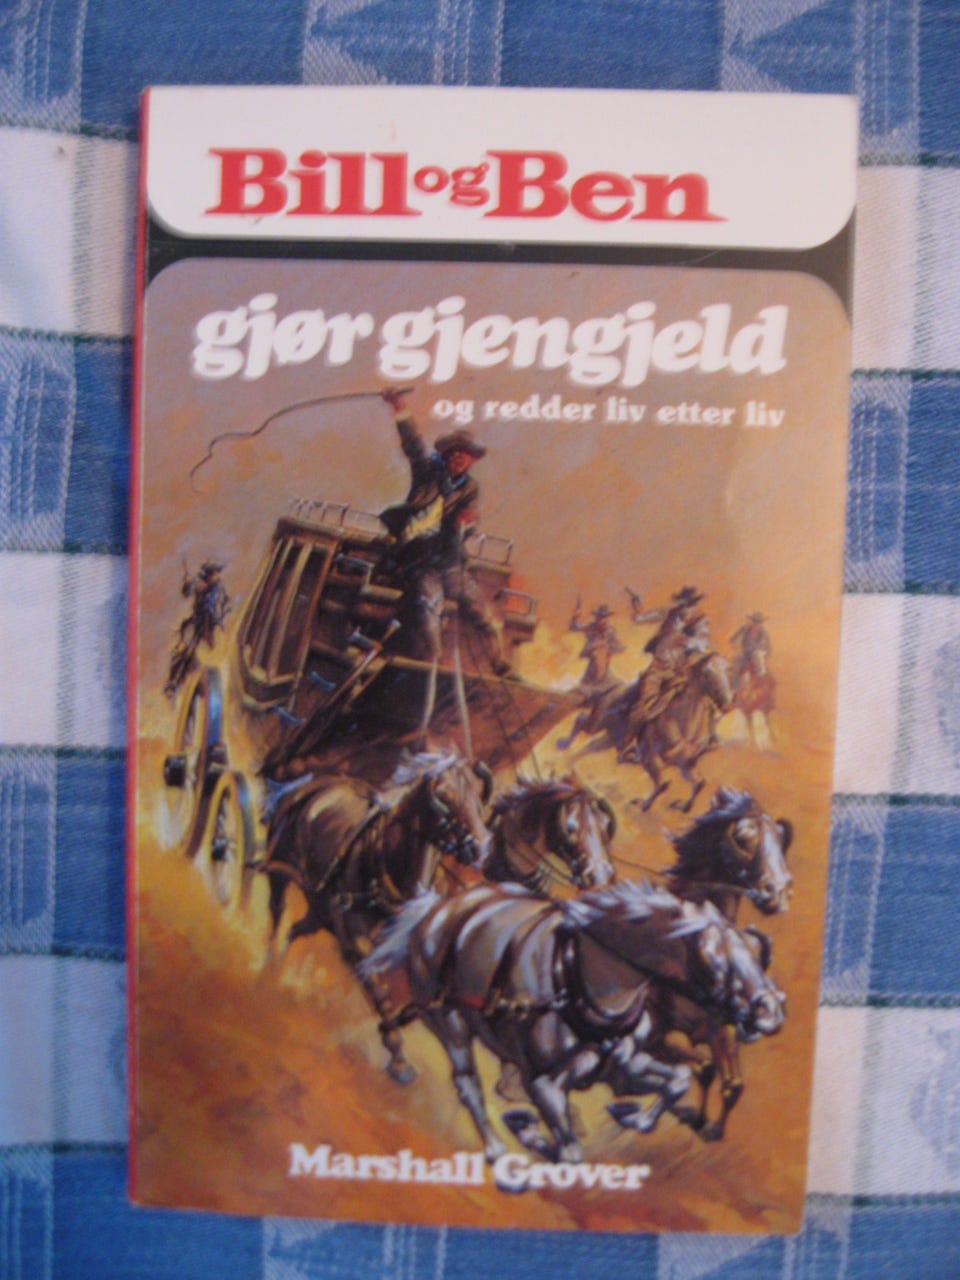 Bill og Ben
gjør gjengjeld
og redder liv etter liv
Marshall Grover